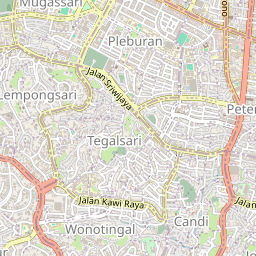 Mugassari
Pleburan
Jalan Sriwijaya
Lempongsari
Peter
Tegalsari
Jalan Kawi Raya
Candi
Wonotingal